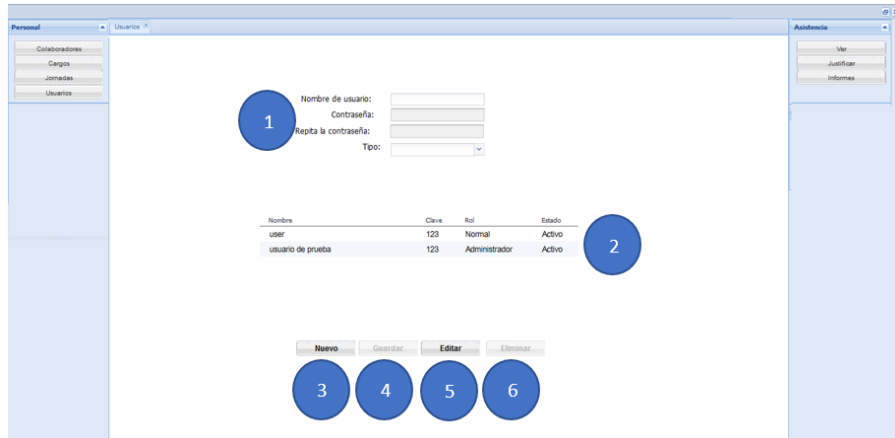 Personal
Usuarios
Asistencia
Colaboradores
Cargos
Jornadas
Usuarios
Ver
Justificar
Informes
1
Nombre de usuario:
Contraseña:
Repita la contraseña:
Tipo:
Nombre Clave Rol Estado
user 123 Normal Activo
usuario de prueba 123 Administrador Activo
2
Nuevo Guardar Editar Eliminar
3 4 5 6